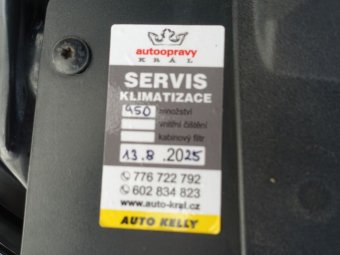 autoopravy
KRÁL
SERVIS
KLIMATIZACE
950 množství
vnitřní čištění
kabinový filtr
13.8.2025
776 722 792
602 834 823
www.auto-kral.cz
AUTO KELLY